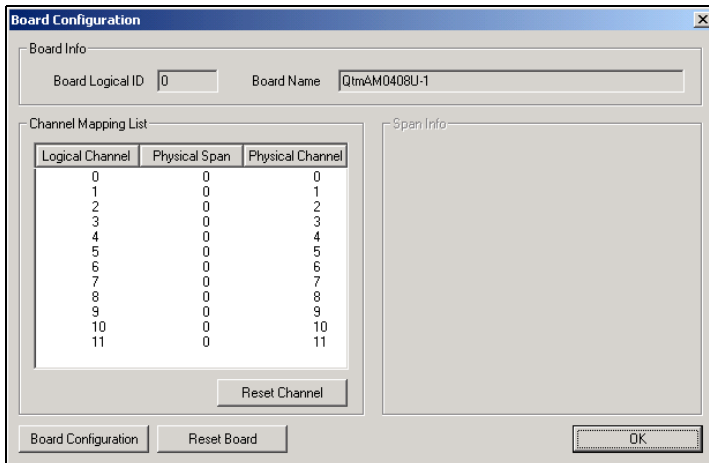 Board Configuration
Board Info
Board Logical ID 0 Board Name QtmAM0408U-1
Channel Mapping List
Logical Channel Physical Span Physical Channel
0 0 0
1 0 1
2 0 2
3 0 3
4 0 4
5 0 5
6 0 6
7 0 7
8 0 8
9 0 9
10 0 10
11 0 11
Reset Channel
Span Info
Board Configuration Reset Board OK